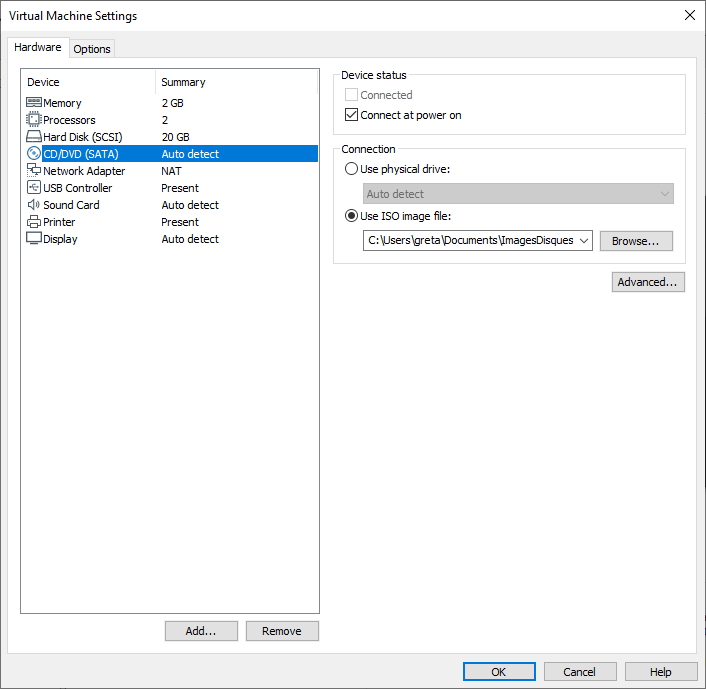 Virtual Machine Settings
Hardware Options
Device Summary
Memory 2 GB
Processors 2
Hard Disk (SCSI) 20 GB
CD/DVD (SATA) Auto detect
Network Adapter NAT
USB Controller Present
Sound Card Auto detect
Printer Present
Display Auto detect
Add... Remove
Device status
Connected
Connect at power on
Connection
Use physical drive:
Auto detect
Use ISO image file:
C:\Users\greta\Documents\ImagesDisques Browse...
Advanced...
OK Cancel Help